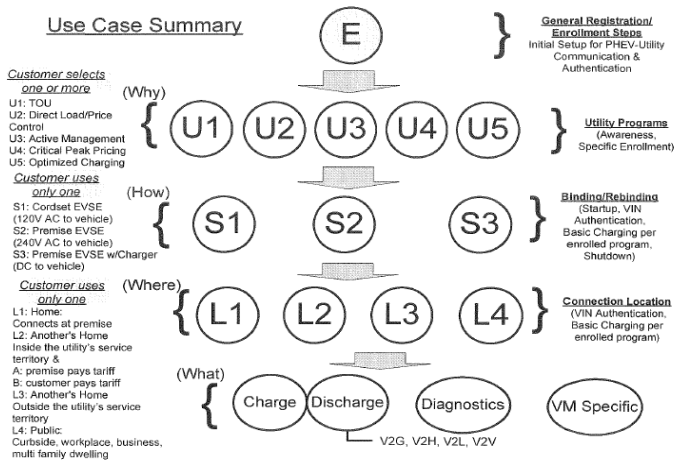 Use Case Summary
E
General Registration/
Enrollment Steps
Initial Setup for PHEV-Utility
Communication &
Authentication
Customer selects
one or more
(Why)
U1: TOU
U2: Direct Load/Price
Control
U3: Active Management
U4: Critical Peak Pricing
U5: Optimized Charging
U1
U2
U3
U4
U5
Utility Programs
(Awareness,
Specific Enrollment)
Customer uses
only one
(How)
S1: Cordset EVSE
(120V AC to vehicle)
S2: Premise EVSE
(240V AC to vehicle)
S3: Premise EVSE w/Charger
(DC to vehicle)
S1
S2
S3
Binding/Rebinding
(Startup, VIN
Authentication,
Basic Charging per
enrolled program,
Shutdown)
Customer uses
only one
(Where)
L1: Home:
Connects at premise
L2: Another's Home
Inside the utility's service
territory &
A: premise pays tariff
B: customer pays tariff
L3: Another's Home
Outside the utility's service
territory
L4: Public:
Curbside, workplace, business,
multi family dwelling
L1
L2
L3
L4
Connection Location
(VIN Authentication,
Basic Charging per
enrolled program)
(What)
Charge
Discharge
Diagnostics
VM Specific
V2G, V2H, V2L, V2V